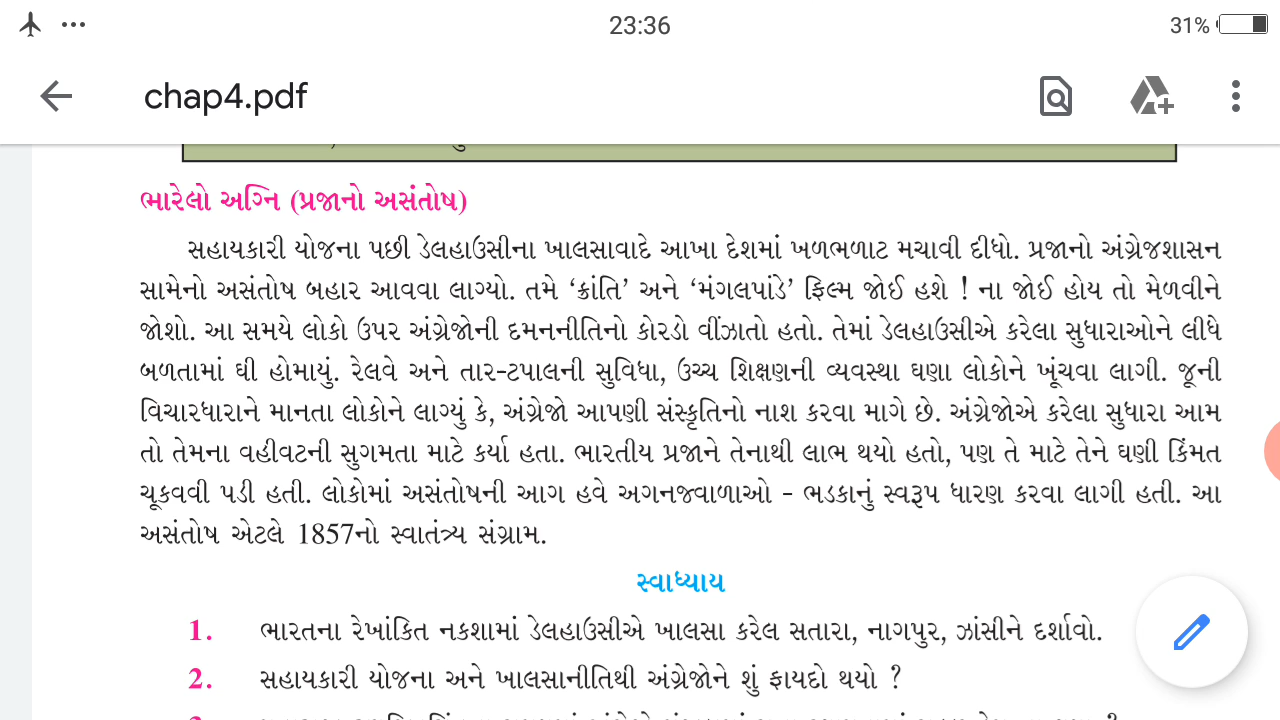 23:36
31%
chap4.pdf
ભારેલો અગ્નિ (પ્રજાનો અસંતોષ)
સહાયકારી યોજના પછી ડેલહાઉસીના ખાલસાવાદે આખા દેશમાં ખળભળાટ મચાવી દીધો. પ્રજાનો અંગ્રેજશાસન
સામેનો અસંતોષ બહાર આવવા લાગ્યો. તમે ‘ક્રાંતિ’ અને ‘મંગલપાંડે’ ફિલ્મ જોઈ હશે ! ના જોઈ હોય તો મેળવીને
જોશો. આ સમયે લોકો ઉપર અંગ્રેજોની દમનનીતિનો કોરડો વીંઝાતો હતો. તેમાં ડેલહાઉસીએ કરેલા સુધારાઓને લીધે
બળતામાં ઘી હોમાયું. રેલવે અને તાર-ટપાલની સુવિધા, ઉચ્ચ શિક્ષણની વ્યવસ્થા ઘણા લોકોને ખૂંચવા લાગી. જૂની
વિચારધારાને માનતા લોકોને લાગ્યું કે, અંગ્રેજો આપણી સંસ્કૃતિનો નાશ કરવા માગે છે. અંગ્રેજોએ કરેલા સુધારા આમ
તો તેમના વહીવટની સુગમતા માટે કર્યા હતા. ભારતીય પ્રજાને તેનાથી લાભ થયો હતો, પણ તે માટે તેને ઘણી કિંમત
ચૂકવવી પડી હતી. લોકોમાં અસંતોષની આગ હવે અગનજ્વાળાઓ - ભડકાનું સ્વરૂપ ધારણ કરવા લાગી હતી. આ
અસંતોષ એટલે 1857નો સ્વાતંત્ર્ય સંગ્રામ.
સ્વાધ્યાય
1. ભારતના રેખાંકિત નકશામાં ડેલહાઉસીએ ખાલસા કરેલ સતારા, નાગપુર, ઝાંસીને દર્શાવો.
2. સહાયકારી યોજના અને ખાલસાનીતિથી અંગ્રેજોને શું ફાયદો થયો ?